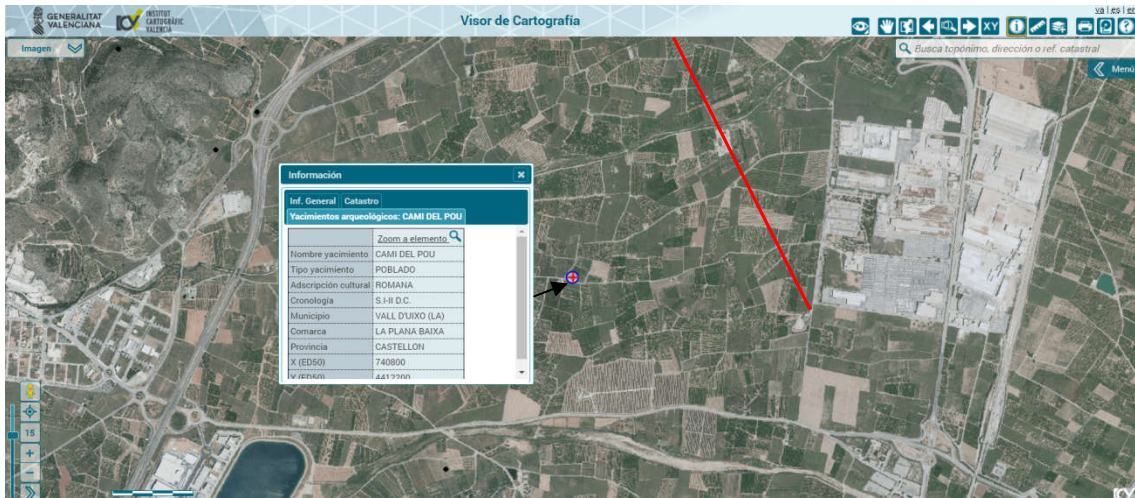 GENERALITAT
VALENCIANA
INSTITUT
CARTOGRÀFIC
VALENCIÀ
Visor de Cartografía
va | es | en
XY
Imagen
Busca topónimo, dirección o ref. catastral
Menú
Información
Inf. General Catastro
Yacimientos arqueológicos: CAMI DEL POU
Zoom a elemento
Nombre yacimiento CAMI DEL POU
Tipo yacimiento POBLADO
Adscripción cultural ROMANA
Cronología S.I-II D.C.
Municipio VALL D'UIXO (LA)
Comarca LA PLANA BAIXA
Provincia CASTELLON
X (ED50) 740800
Y (ED50) 4412200
15